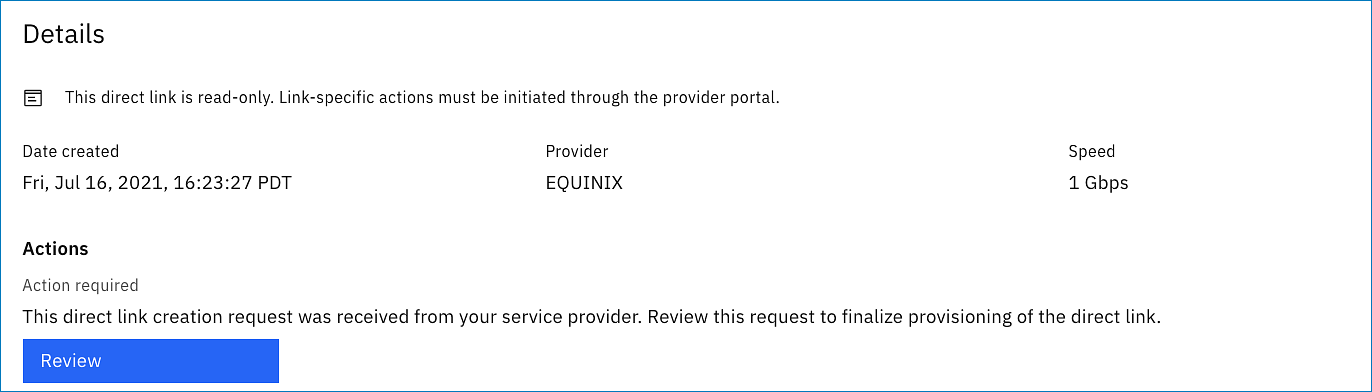 Details
This direct link is read-only. Link-specific actions must be initiated through the provider portal.
Date created
Provider
Speed
Fri, Jul 16, 2021, 16:23:27 PDT
EQUINIX
1 Gbps
Actions
Action required
This direct link creation request was received from your service provider. Review this request to finalize provisioning of the direct link.
Review